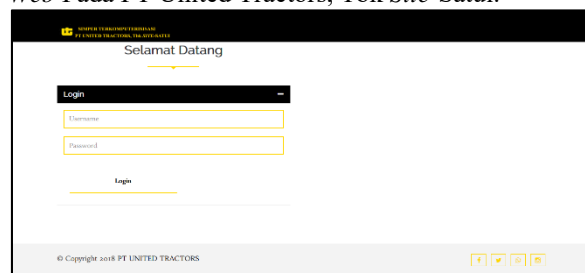 Web Pada PT United Tractors, Tbk Site Satui.
SIMPER TERKOMPUTERISASI
PT UNITED TRACTORS, Tbk SITE SATUI
Selamat Datang
Login
Username
Password
Login
© Copyright 2018 PT UNITED TRACTORS